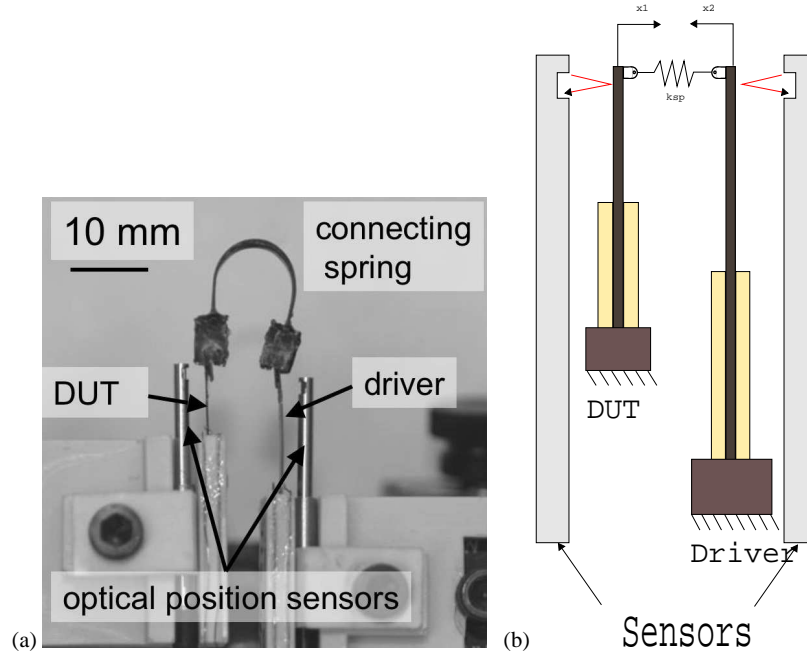 10 mm
connecting
spring
DUT
driver
optical position sensors
(a)
x1
x2
ksp
DUT
Driver
Sensors
(b)